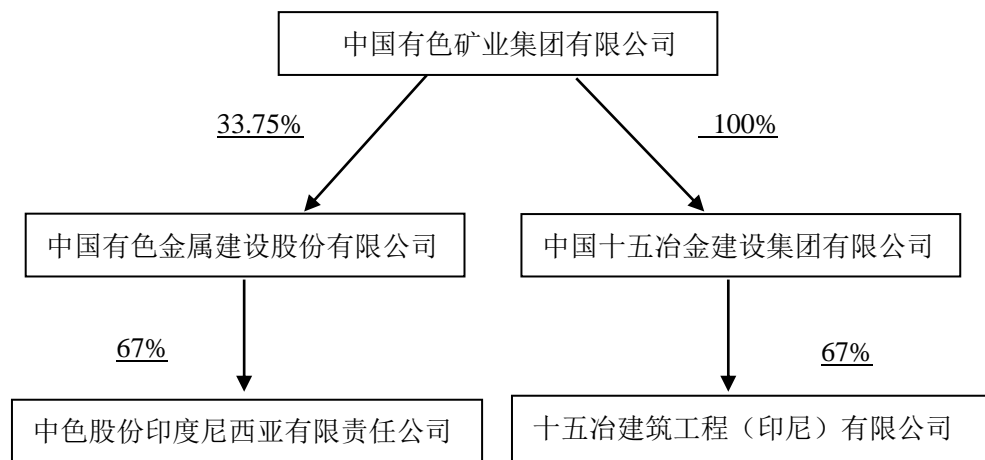 中国有色矿业集团有限公司
33.75%
100%
中国有色金属建设股份有限公司
中国十五冶金建设集团有限公司
67%
67%
中色股份印度尼西亚有限责任公司
十五冶建筑工程（印尼）有限公司